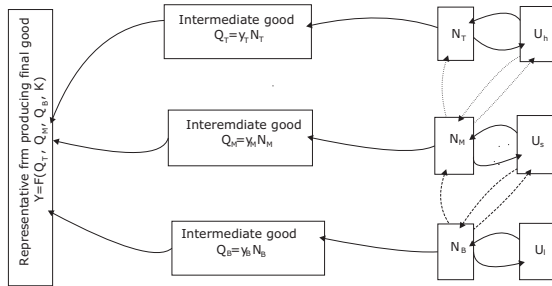 Representative frm producing final good
Y=F(Q_T, Q_M, Q_B, K)
Intermediate good
Q_T=y_T N_T
N_T
U_h
Interemdiate good
Q_M=y_M N_M
N_M
U_s
Intermediate good
Q_B=y_B N_B
N_B
U_l